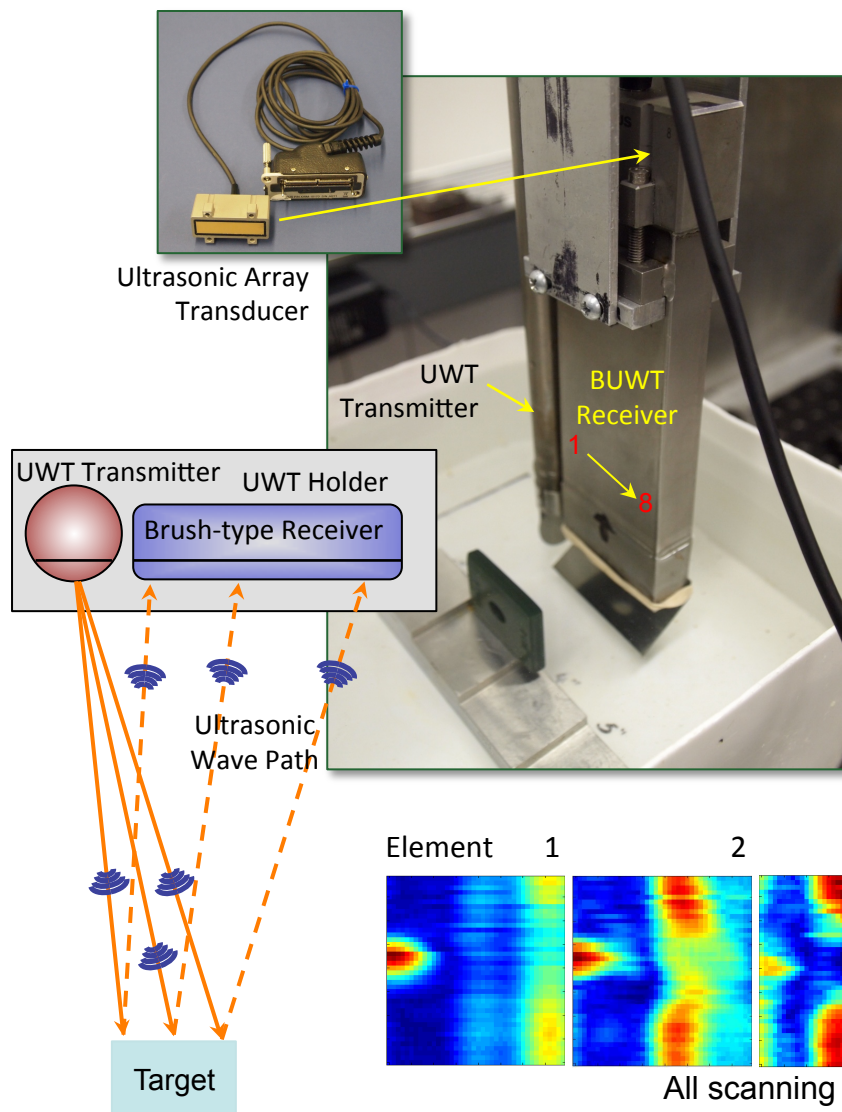 Ultrasonic Array
Transducer
UWT
Transmitter
BUWT
Receiver
1
8
UWT Transmitter
UWT Holder
Brush-type Receiver
Ultrasonic
Wave Path
Target
Element 1 2
All scanning